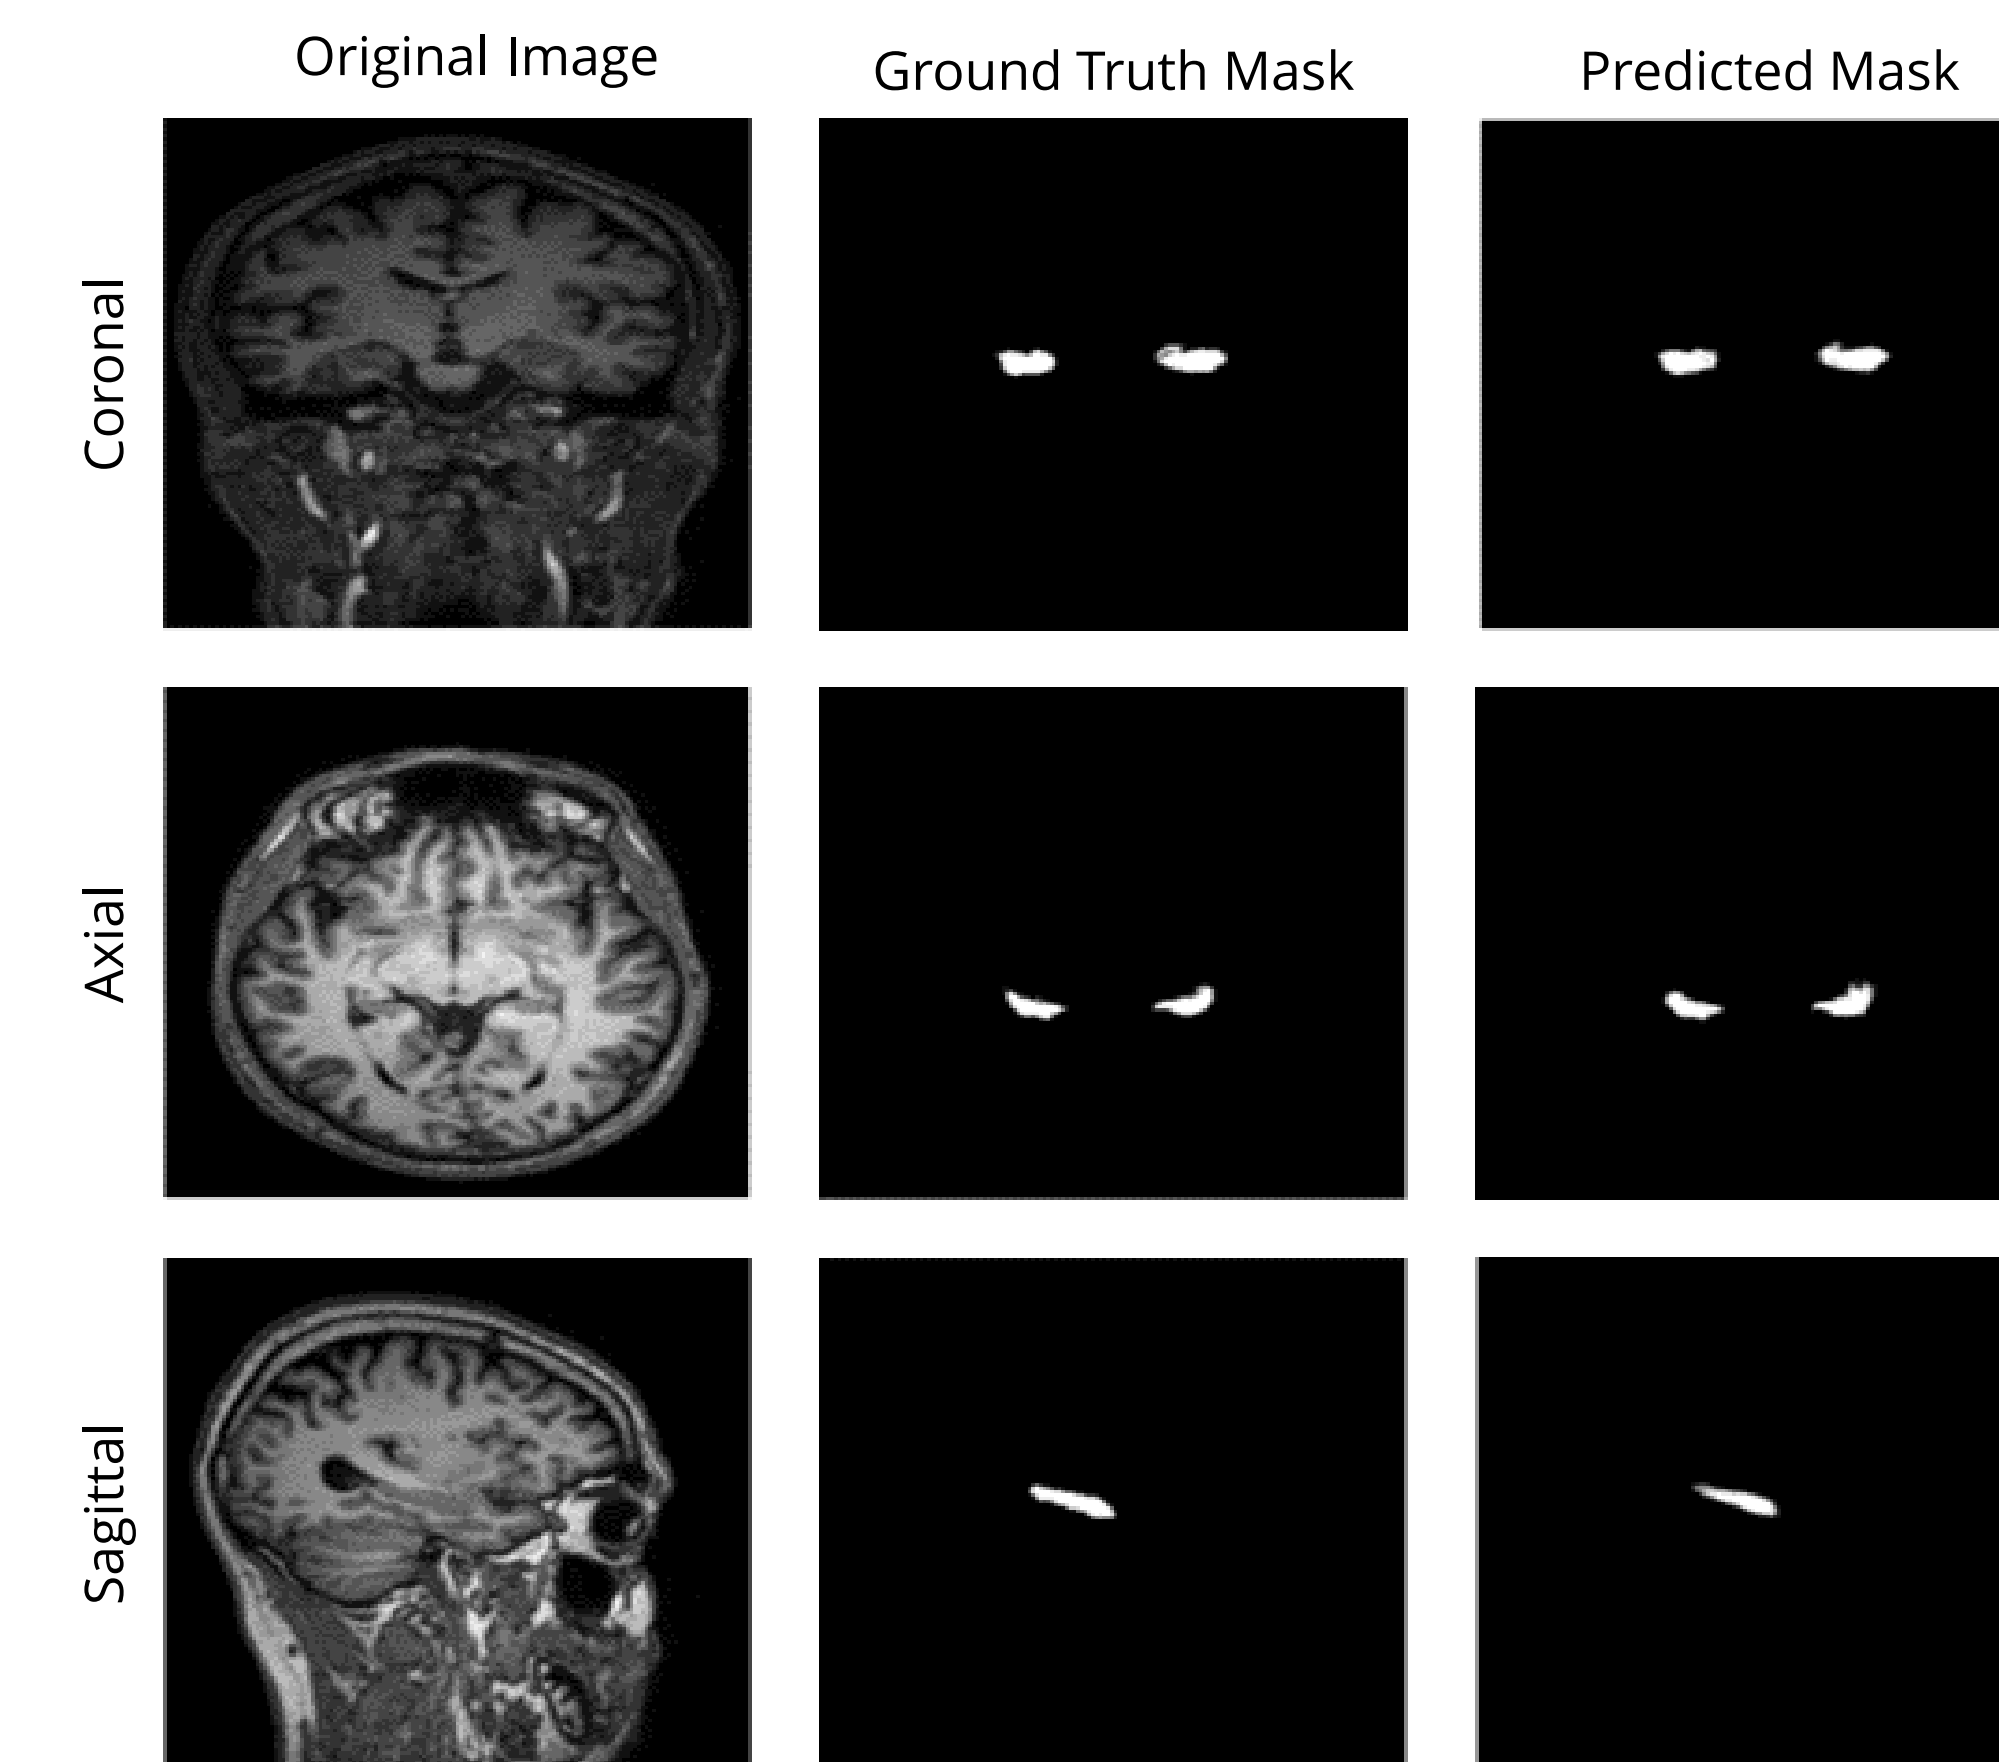 Original Image
Ground Truth Mask
Predicted Mask
Coronal
Axial
Sagittal